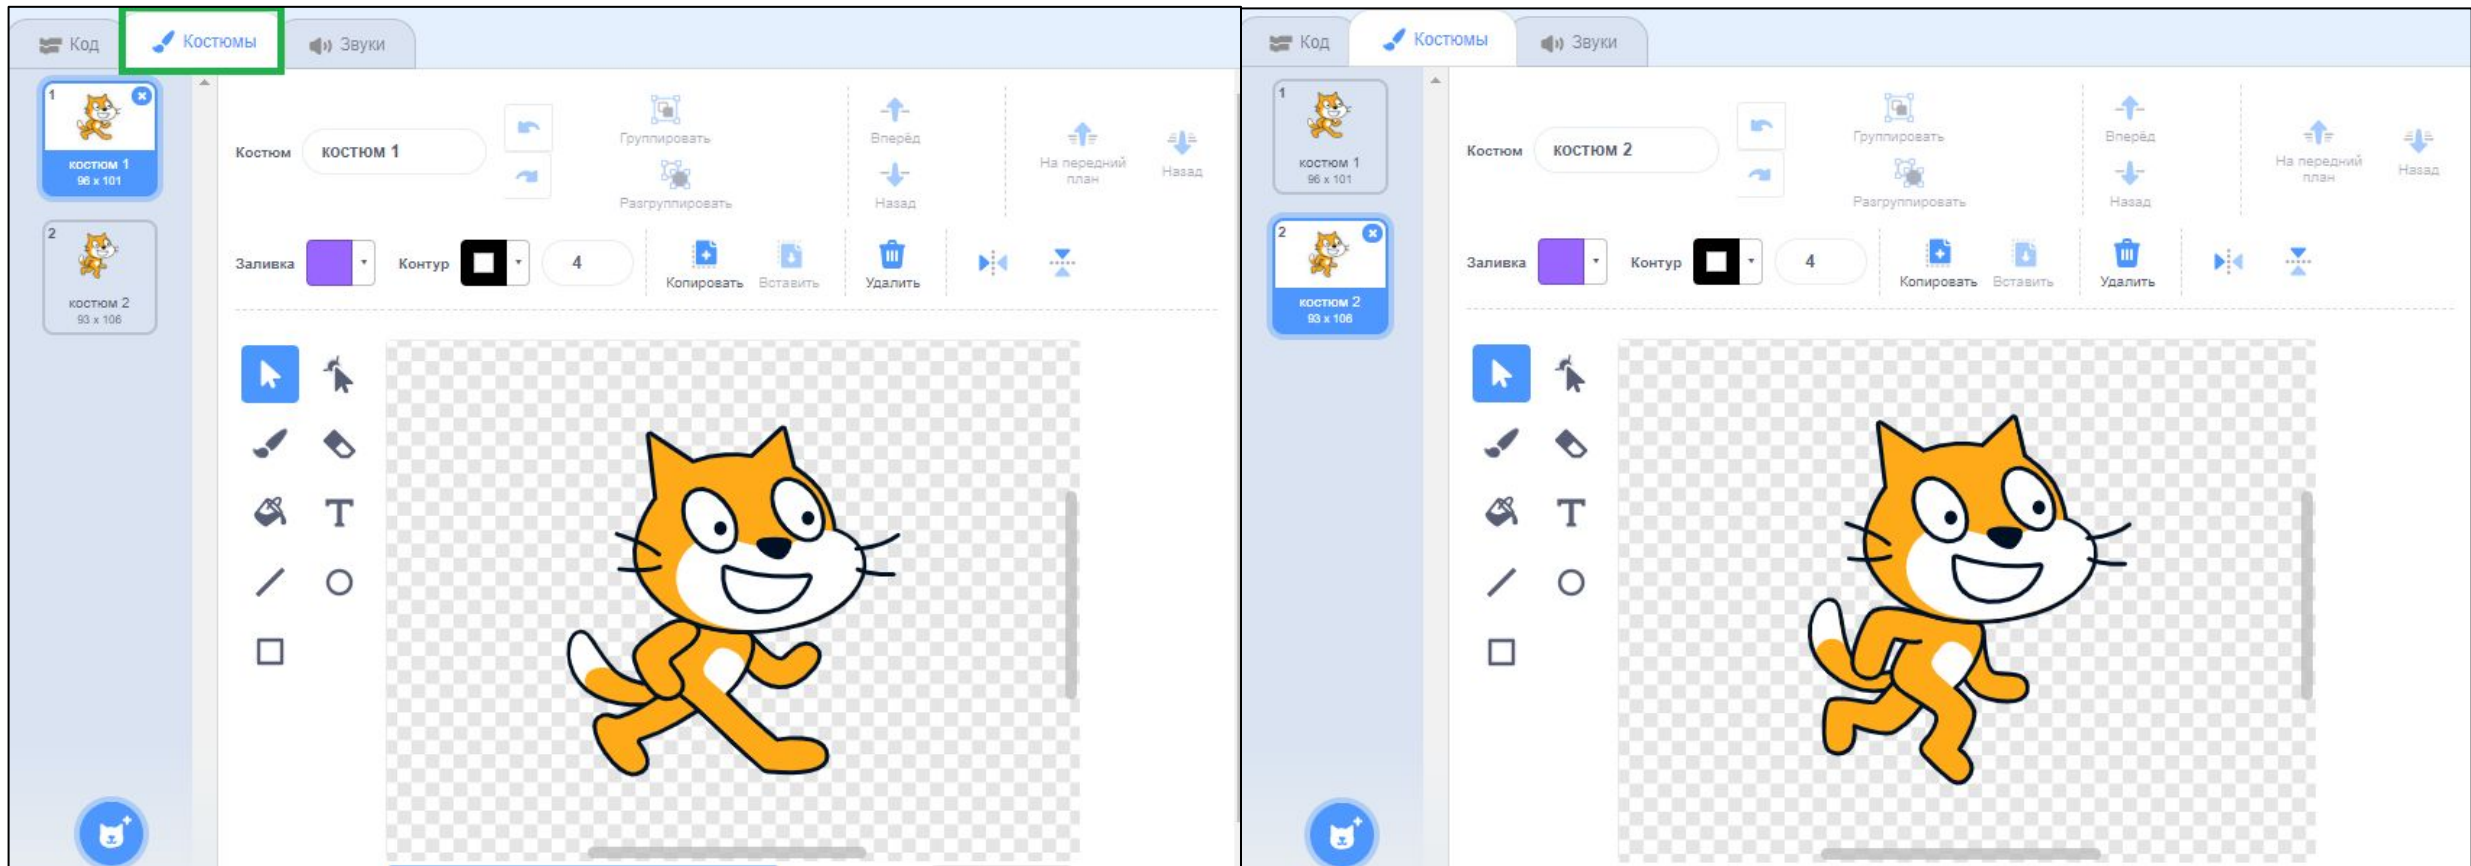 Код
Костюмы
Звуки
1
костюм 1
96 x 101
2
костюм 2
93 x 106
Костюм
костюм 1
Группировать
Разгруппировать
Вперёд
Назад
На передний
план
Назад
Заливка
Контур
4
Копировать
Вставить
Удалить
T
Код
Костюмы
Звуки
1
костюм 1
96 x 101
2
костюм 2
93 x 106
Костюм
костюм 2
Группировать
Разгруппировать
Вперёд
Назад
На передний
план
Назад
Заливка
Контур
4
Копировать
Вставить
Удалить
T